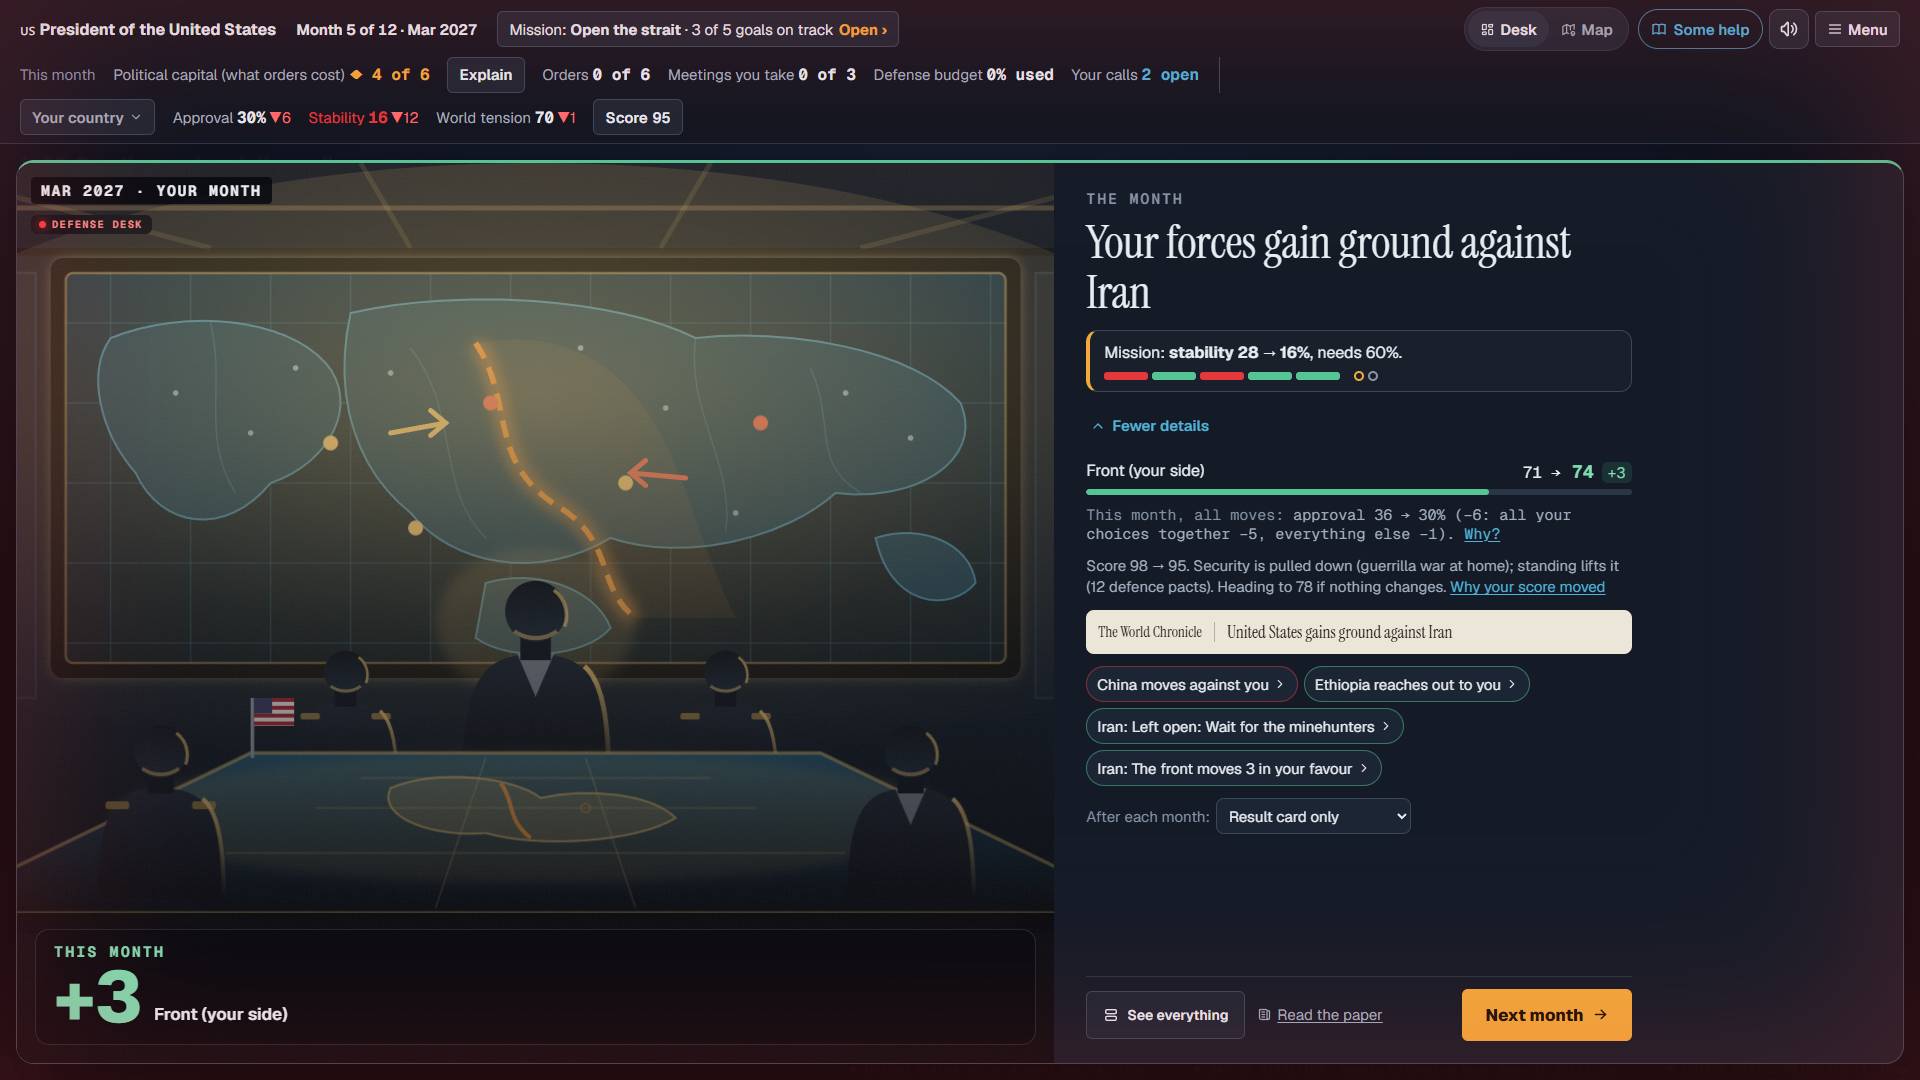 US President of the United States Month 5 of 12 · Mar 2027 Mission: Open the strait · 3 of 5 goals on track Open › Desk Map Some help Menu
This month Political capital (what orders cost) ◆ 4 of 6 Explain Orders 0 of 6 Meetings you take 0 of 3 Defense budget 0% used Your calls 2 open
Your country Approval 30% ▼6 Stability 16 ▼12 World tension 70 ▼1 Score 95
MAR 2027 · YOUR MONTH
DEFENSE DESK
THIS MONTH
+3 Front (your side)
THE MONTH
Your forces gain ground against
Iran
Mission: stability 28 → 16%, needs 60%.
Fewer details
Front (your side) 71 → 74 +3
This month, all moves: approval 36 → 30% (−6: all your
choices together −5, everything else −1). Why?
Score 98 → 95. Security is pulled down (guerrilla war at home); standing lifts it
(12 defence pacts). Heading to 78 if nothing changes. Why your score moved
The World Chronicle United States gains ground against Iran
China moves against you › Ethiopia reaches out to you ›
Iran: Left open: Wait for the minehunters ›
Iran: The front moves 3 in your favour ›
After each month: Result card only
See everything Read the paper Next month →